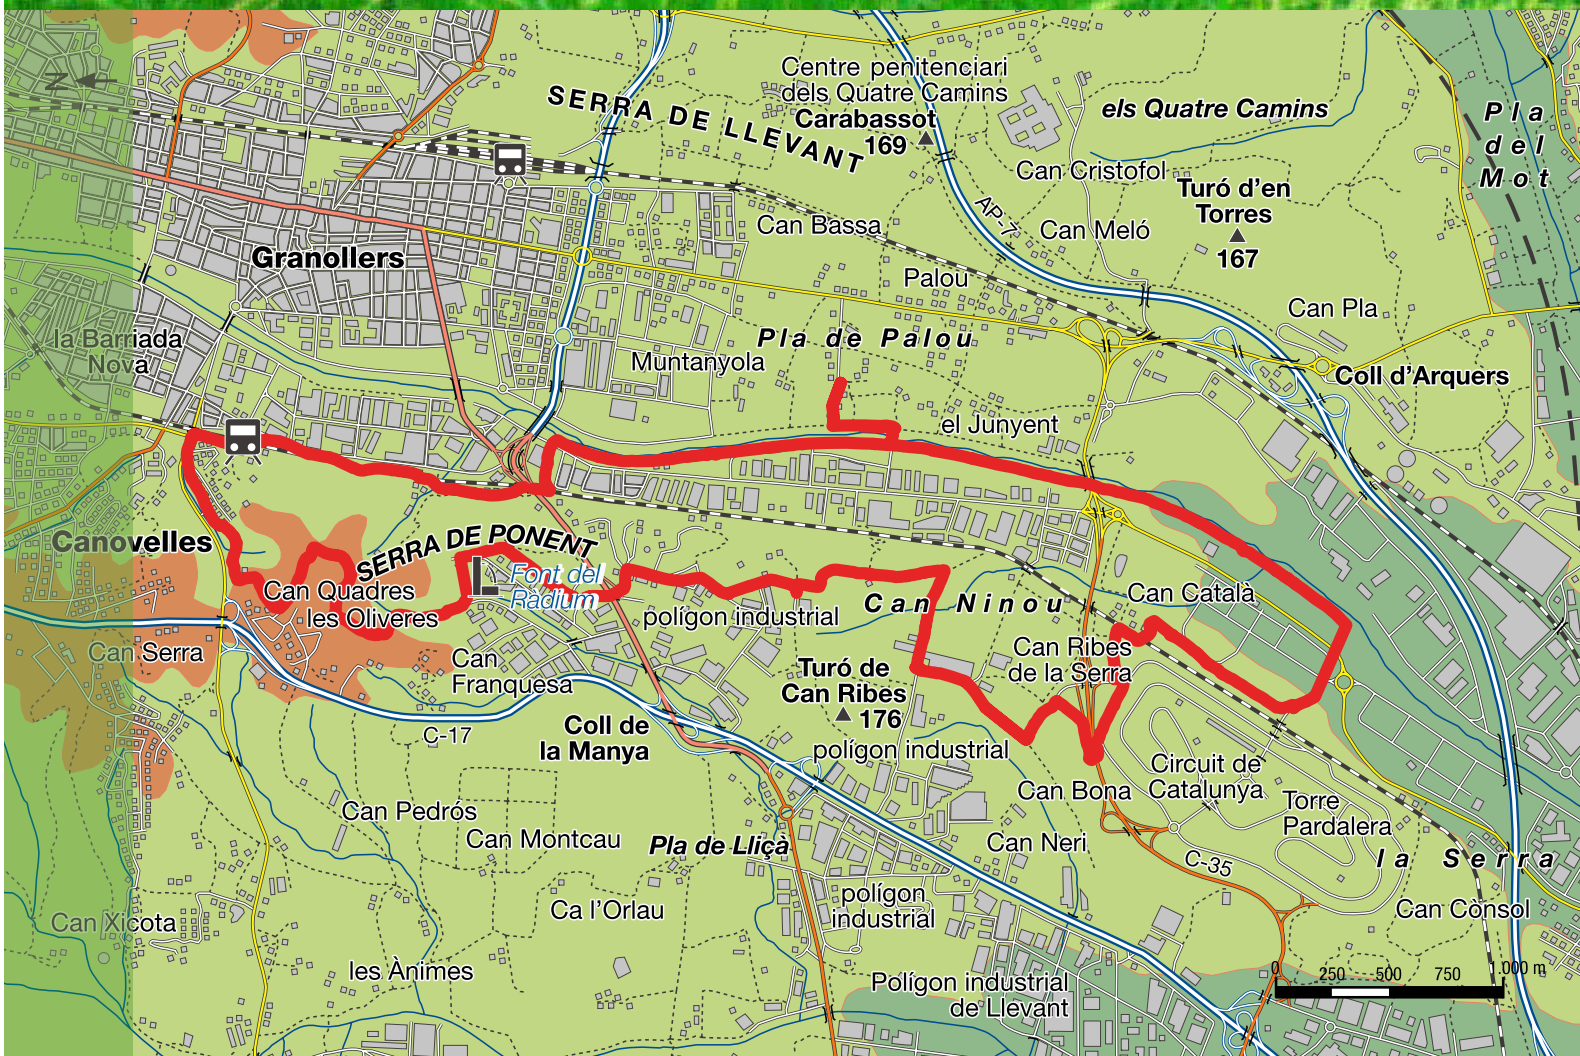 N
SERRA DE LLEVANT
Centre penitenciari
dels Quatre Camins
Carabassot
169
els Quatre Camins
Pla
del
Mot
Can Cristofol
Turó d'en
Torres
167
AP-7
Can Meló
Can Bassa
Granollers
Palou
Can Pla
la Barriada
Nova
Pla de Palou
Muntanyola
Coll d'Arquers
el Junyent
Canovelles
SERRA DE PONENT
Font del
Ràdium
Can Quadres
les Oliveres
polígon industrial
Can Ninou
Can Català
Can Serra
Can
Franquesa
Can Ribes
de la Serra
Turó de
Can Ribes
176
C-17
Coll de
la Manya
polígon industrial
Circuit de
Catalunya
Can Bona
Torre
Pardalera
Can Pedrós
Can Montcau
Pla de Lliçà
Can Neri
C-35
la Serra
polígon
industrial
Ca l'Orlau
Can Xicota
Can Cònsol
les Ànimes
Polígon industrial
de Llevant
0 250 500 750 1.000 m